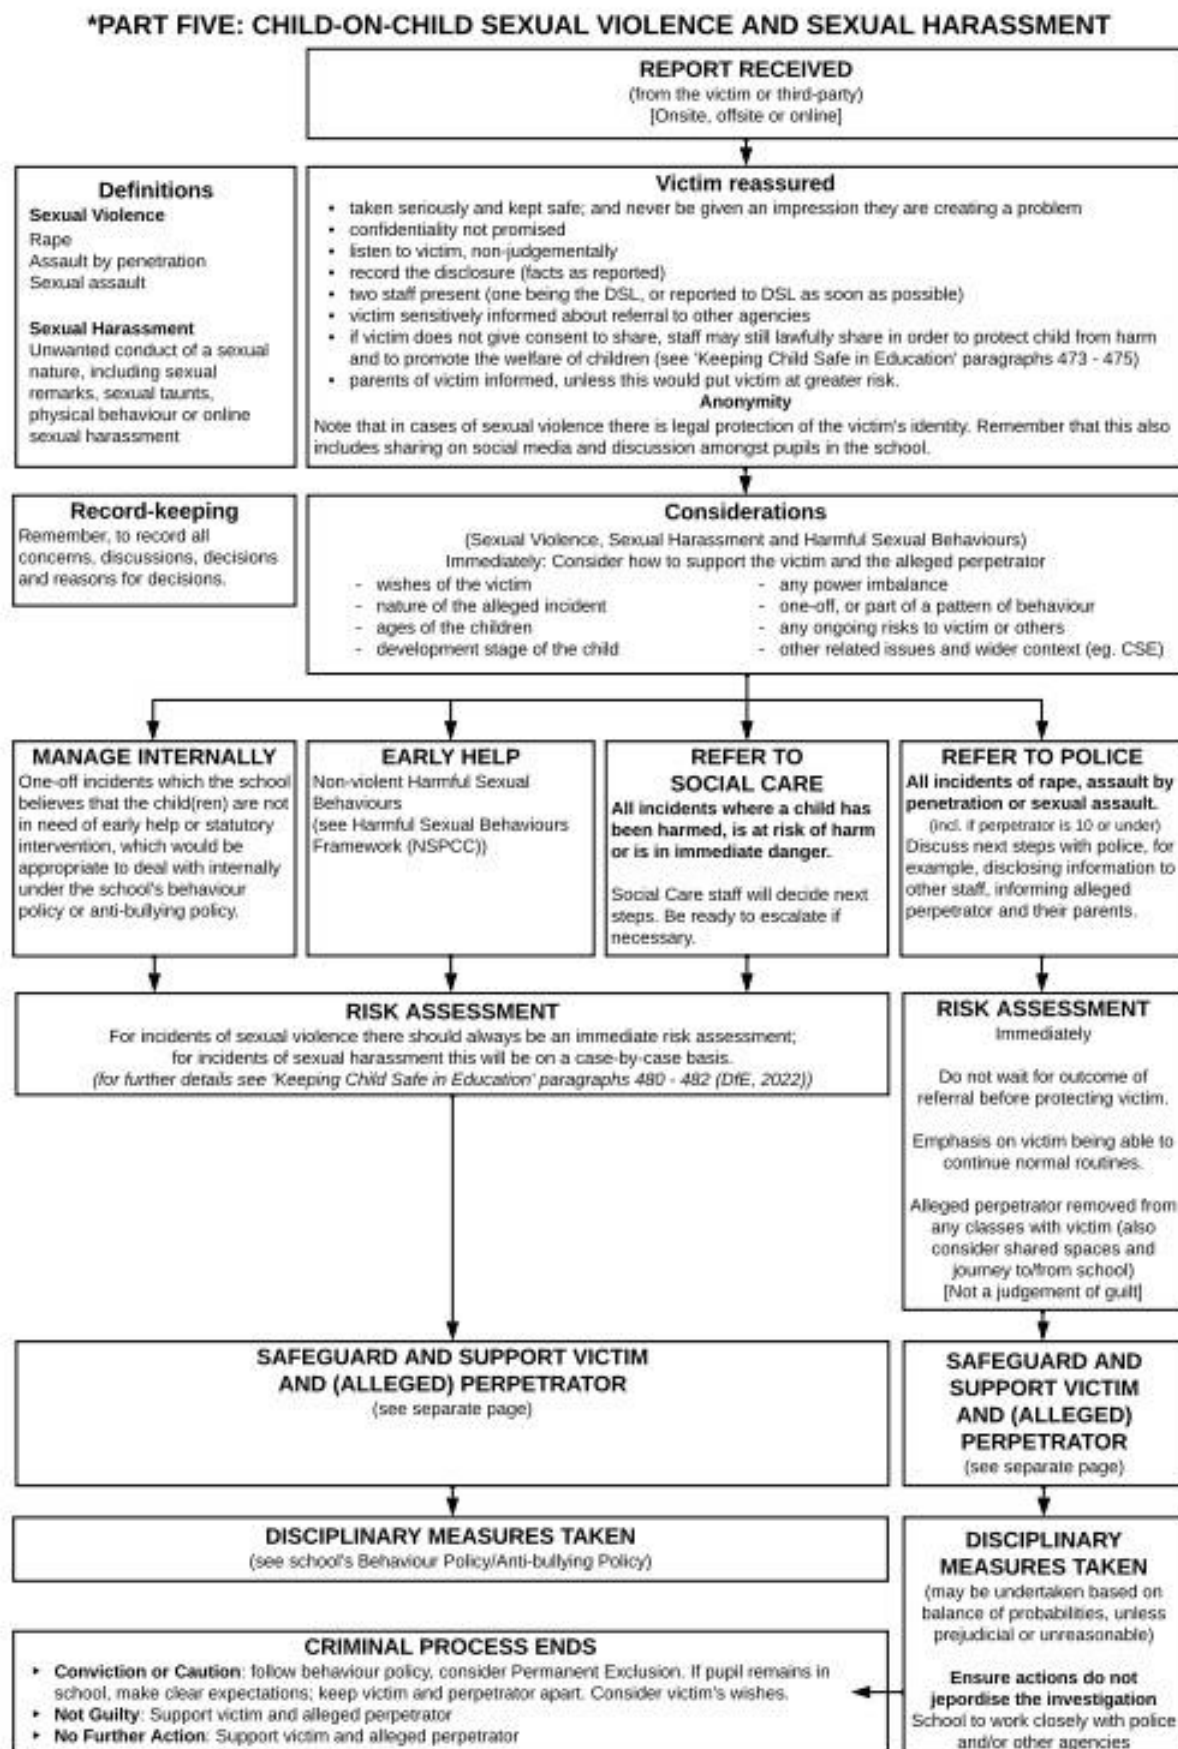 *PART FIVE: CHILD-ON-CHILD SEXUAL VIOLENCE AND SEXUAL HARASSMENT
REPORT RECEIVED
(from the victim or third-party)
[Onsite, offsite or online]
Definitions
Sexual Violence
Rape
Assault by penetration
Sexual assault
Sexual Harassment
Unwanted conduct of a sexual
nature, including sexual
remarks, sexual taunts,
physical behaviour or online
sexual harassment
Victim reassured
• taken seriously and kept safe; and never be given an impression they are creating a problem
• confidentiality not promised
• listen to victim, non-judgementally
• record the disclosure (facts as reported)
• two staff present (one being the DSL, or reported to DSL as soon as possible)
• victim sensitively informed about referral to other agencies
• if victim does not give consent to share, staff may still lawfully share in order to protect child from harm
and to promote the welfare of children (see 'Keeping Child Safe in Education' paragraphs 473 - 475)
• parents of victim informed, unless this would put victim at greater risk.
Anonymity
Note that in cases of sexual violence there is legal protection of the victim's identity. Remember that this also
includes sharing on social media and discussion amongst pupils in the school.
Record-keeping
Remember, to record all
concerns, discussions, decisions
and reasons for decisions.
Considerations
(Sexual Violence, Sexual Harassment and Harmful Sexual Behaviours)
Immediately: Consider how to support the victim and the alleged perpetrator
- wishes of the victim
- nature of the alleged incident
- ages of the children
- development stage of the child
- any power imbalance
- one-off, or part of a pattern of behaviour
- any ongoing risks to victim or others
- other related issues and wider context (eg. CSE)
MANAGE INTERNALLY
One-off incidents which the school
believes that the child(ren) are not
in need of early help or statutory
intervention, which would be
appropriate to deal with internally
under the school's behaviour
policy or anti-bullying policy.
EARLY HELP
Non-violent Harmful Sexual
Behaviours
(see Harmful Sexual Behaviours
Framework (NSPCC))
REFER TO
SOCIAL CARE
All incidents where a child has
been harmed, is at risk of harm
or is in immediate danger.
Social Care staff will decide next
steps. Be ready to escalate if
necessary.
REFER TO POLICE
All incidents of rape, assault by
penetration or sexual assault.
(incl. if perpetrator is 10 or under)
Discuss next steps with police, for
example, disclosing information to
other staff, informing alleged
perpetrator and their parents.
RISK ASSESSMENT
For incidents of sexual violence there should always be an immediate risk assessment;
for incidents of sexual harassment this will be on a case-by-case basis.
(for further details see 'Keeping Child Safe in Education' paragraphs 480 - 482 (DfE, 2022))
RISK ASSESSMENT
Immediately
Do not wait for outcome of
referral before protecting victim.
Emphasis on victim being able to
continue normal routines.
Alleged perpetrator removed from
any classes with victim (also
consider shared spaces and
journey to/from school)
[Not a judgement of guilt]
SAFEGUARD AND SUPPORT VICTIM
AND (ALLEGED) PERPETRATOR
(see separate page)
SAFEGUARD AND
SUPPORT VICTIM
AND (ALLEGED)
PERPETRATOR
(see separate page)
DISCIPLINARY MEASURES TAKEN
(see school's Behaviour Policy/Anti-bullying Policy)
DISCIPLINARY
MEASURES TAKEN
(may be undertaken based on
balance of probabilities, unless
prejudicial or unreasonable)
Ensure actions do not
jepordise the investigation
School to work closely with police
and/or other agencies
CRIMINAL PROCESS ENDS
‣ Conviction or Caution: follow behaviour policy, consider Permanent Exclusion. If pupil remains in
school, make clear expectations; keep victim and perpetrator apart. Consider victim's wishes.
‣ Not Guilty: Support victim and alleged perpetrator
‣ No Further Action: Support victim and alleged perpetrator